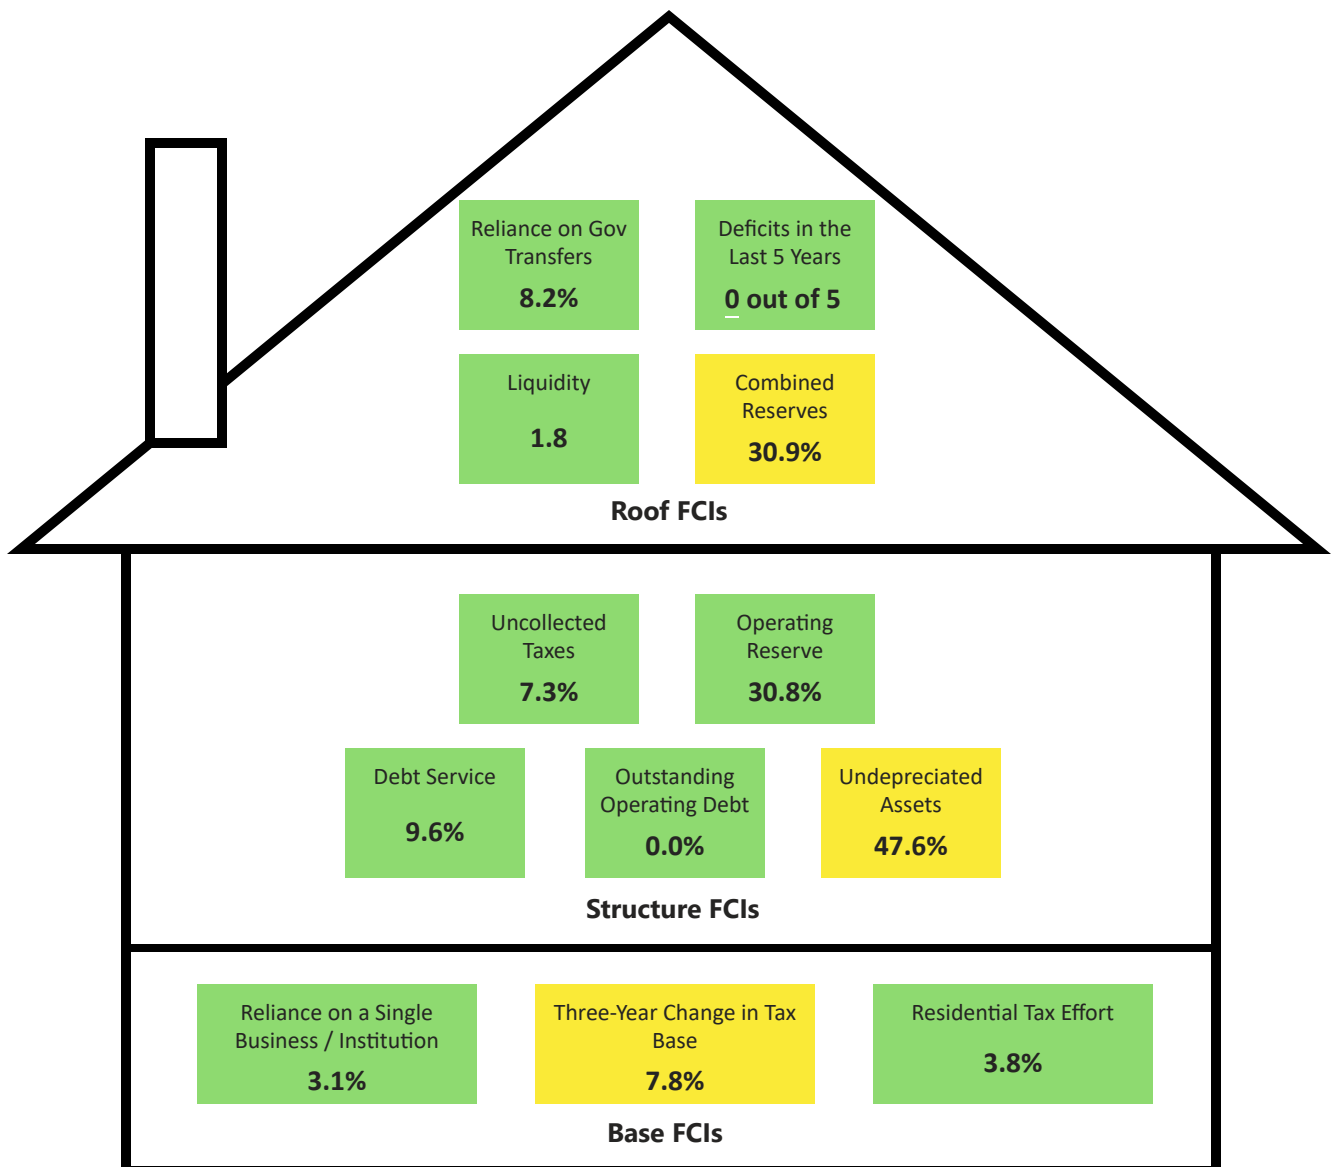 Reliance on Gov
Transfers
8.2%
Deficits in the
Last 5 Years
0 out of 5
Liquidity
1.8
Combined
Reserves
30.9%
Roof FCIs
Uncollected
Taxes
7.3%
Operating
Reserve
30.8%
Debt Service
9.6%
Outstanding
Operating Debt
0.0%
Undepreciated
Assets
47.6%
Structure FCIs
Reliance on a Single
Business / Institution
3.1%
Three-Year Change in Tax
Base
7.8%
Residential Tax Effort
3.8%
Base FCIs